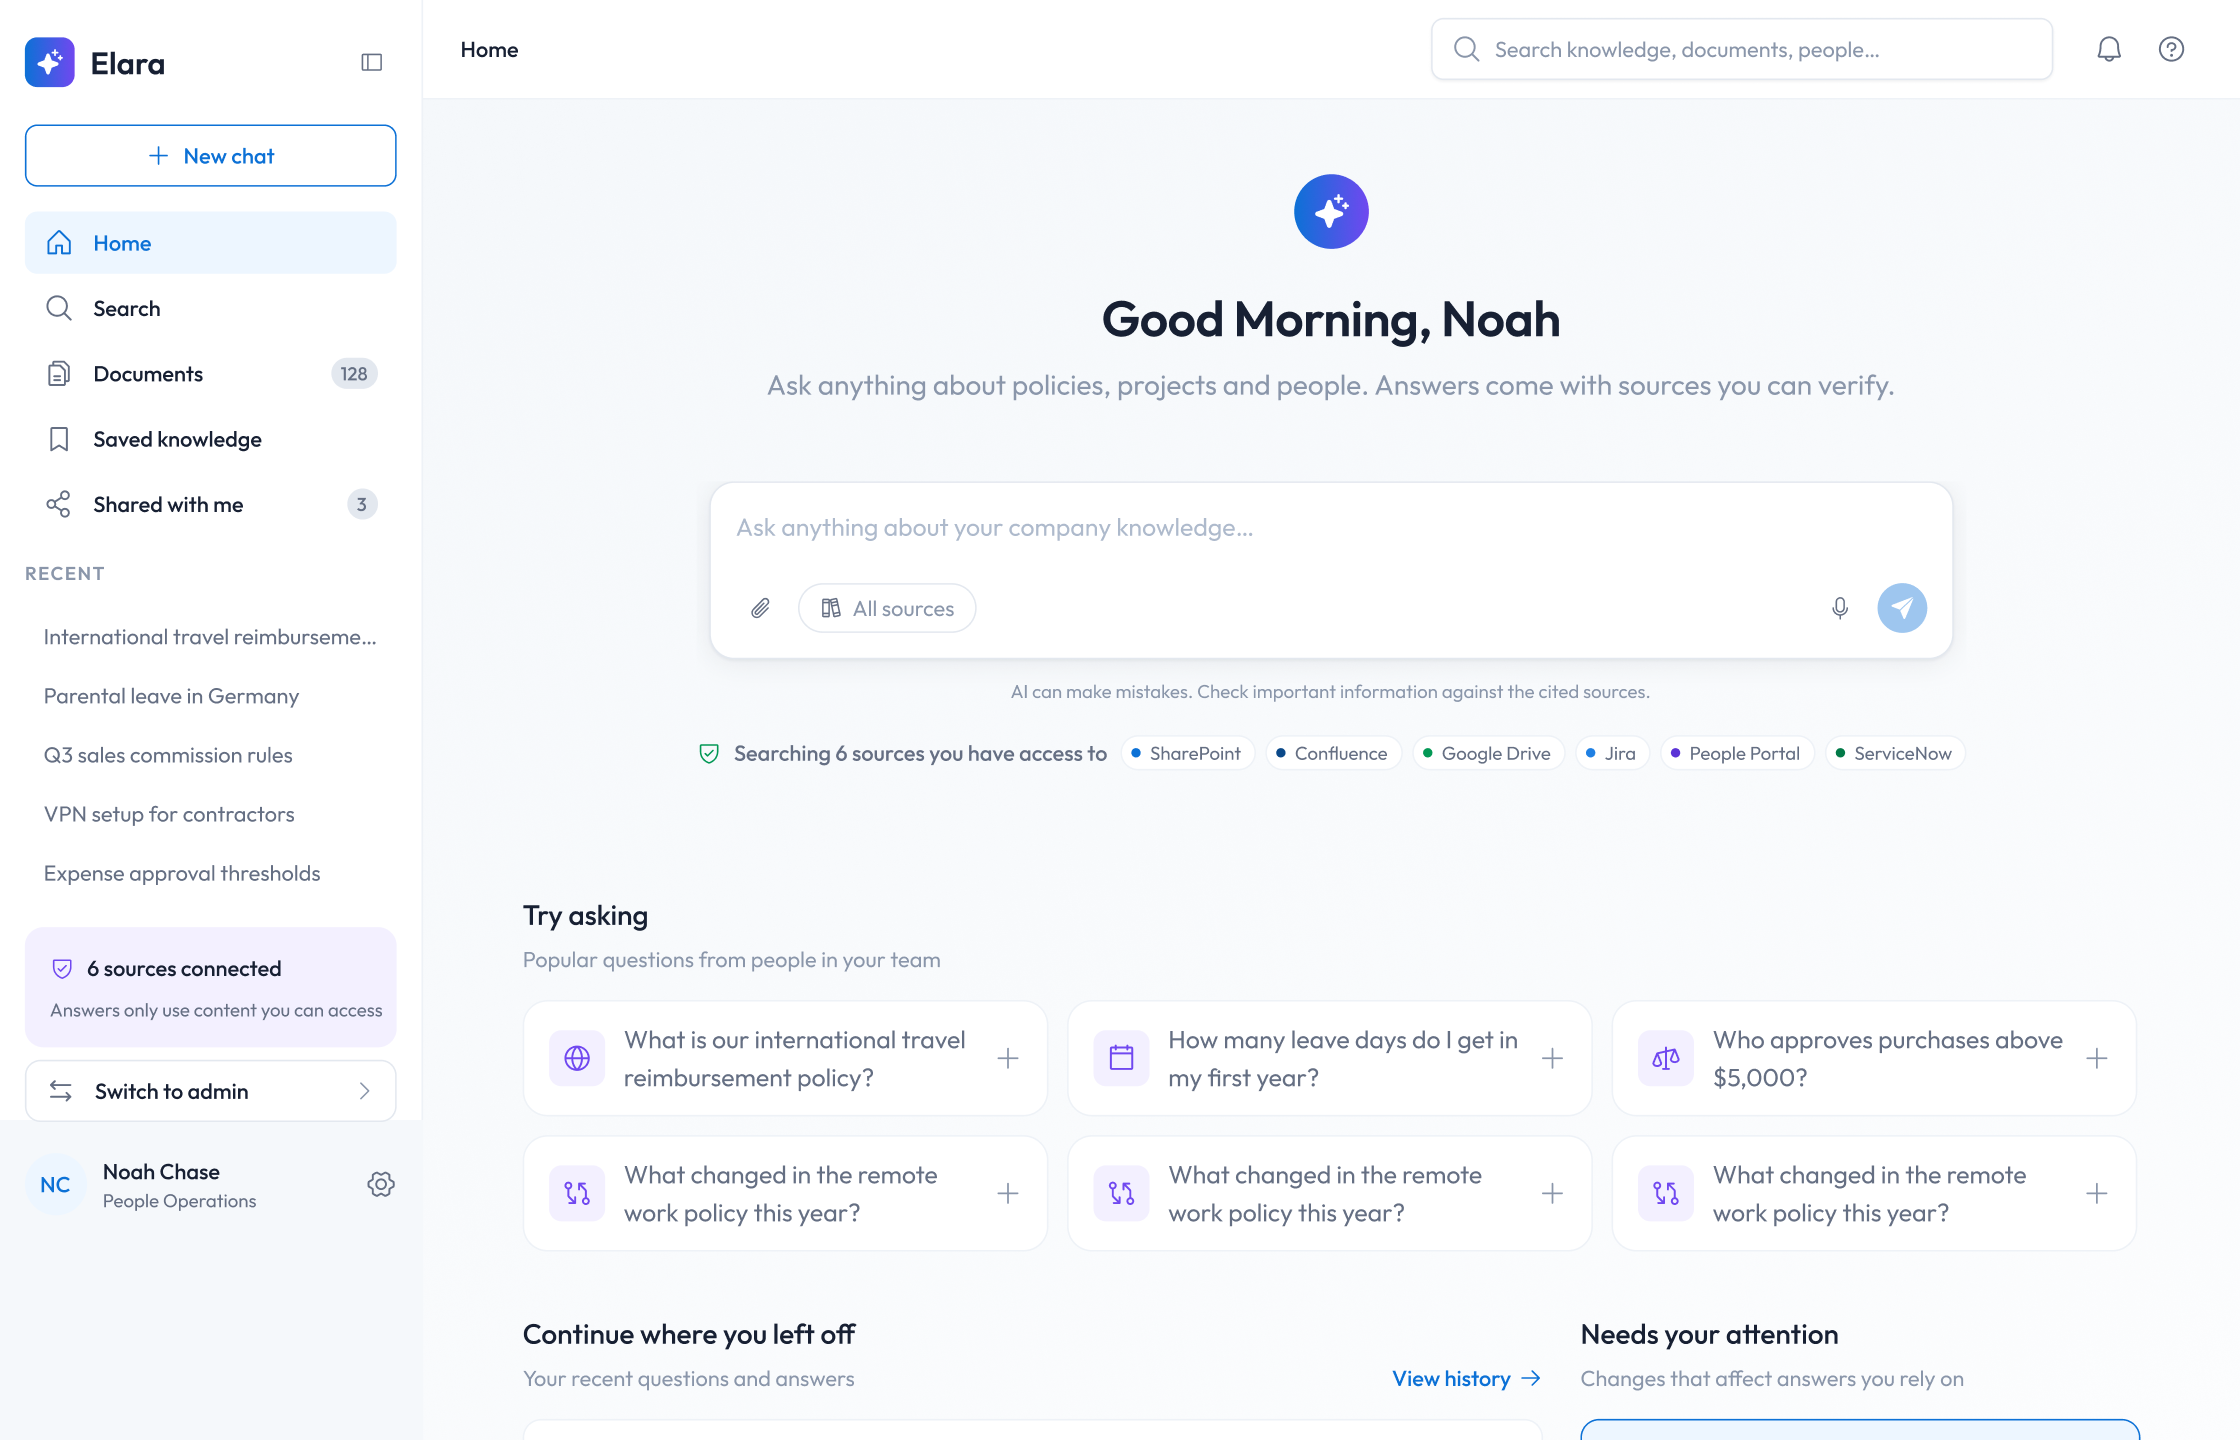 Elara
New chat
Home
Search
Documents 128
Saved knowledge
Shared with me 3
RECENT
International travel reimburseme...
Parental leave in Germany
Q3 sales commission rules
VPN setup for contractors
Expense approval thresholds
6 sources connected
Answers only use content you can access
Switch to admin
NC
Noah Chase
People Operations
Home
Search knowledge, documents, people...
Good Morning, Noah
Ask anything about policies, projects and people. Answers come with sources you can verify.
Ask anything about your company knowledge...
All sources
AI can make mistakes. Check important information against the cited sources.
Searching 6 sources you have access to SharePoint Confluence Google Drive Jira People Portal ServiceNow
Try asking
Popular questions from people in your team
What is our international travel
reimbursement policy?
How many leave days do I get in
my first year?
Who approves purchases above
$5,000?
What changed in the remote
work policy this year?
What changed in the remote
work policy this year?
What changed in the remote
work policy this year?
Continue where you left off
Your recent questions and answers
View history
Needs your attention
Changes that affect answers you rely on